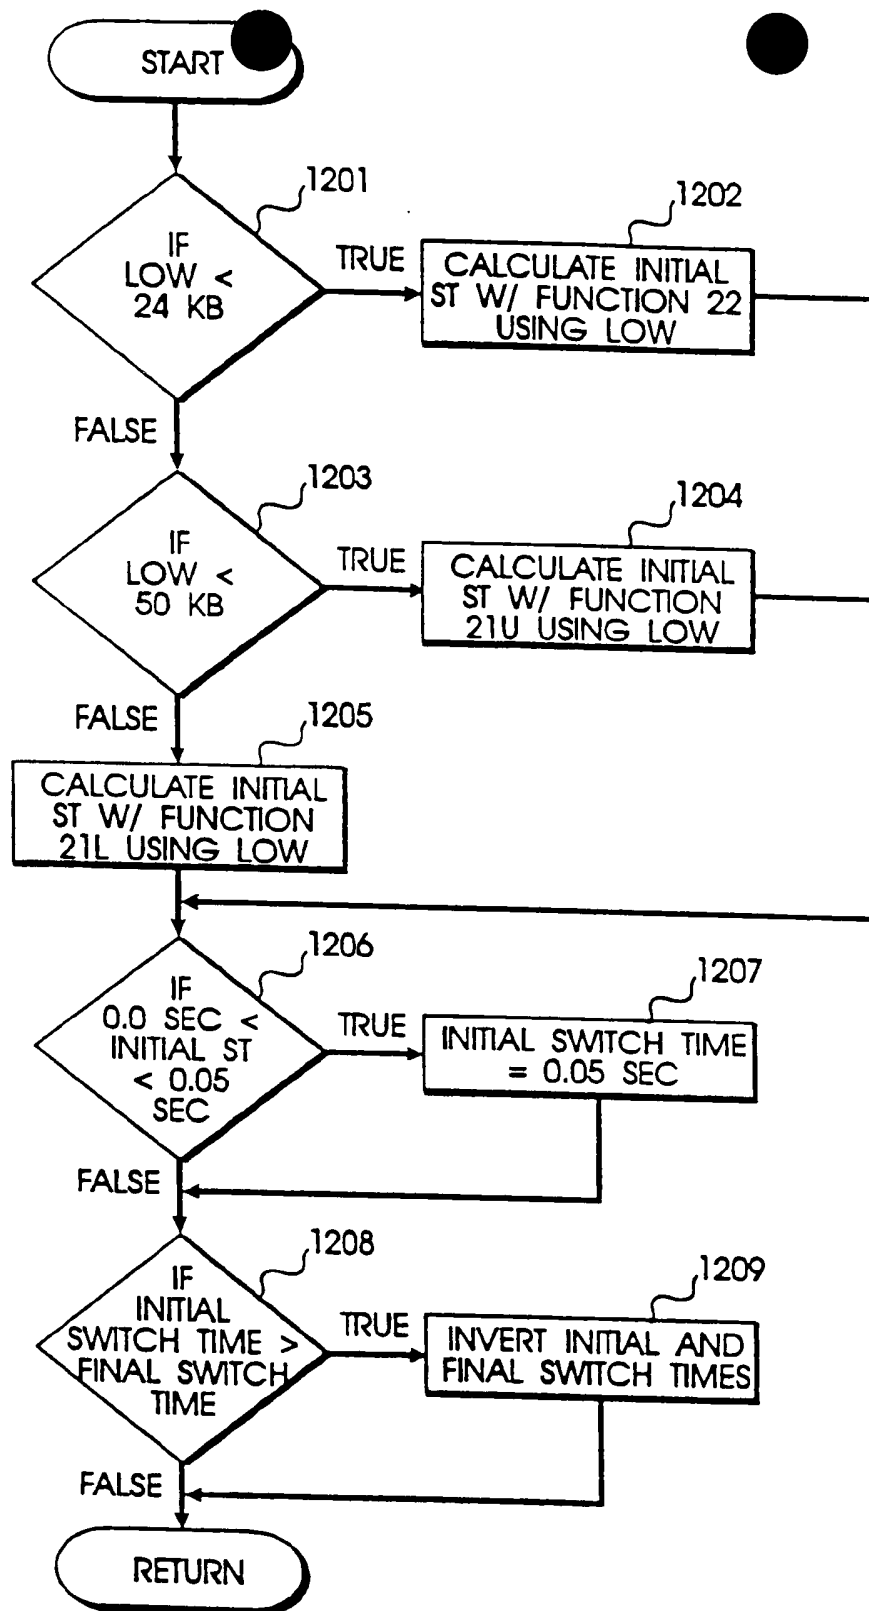 START
1201
IF
LOW <
24 KB
TRUE
1202
CALCULATE INITIAL
ST W/ FUNCTION 22
USING LOW
FALSE
1203
IF
LOW <
50 KB
TRUE
1204
CALCULATE INITIAL
ST W/ FUNCTION
21U USING LOW
FALSE
1205
CALCULATE INITIAL
ST W/ FUNCTION
21L USING LOW
1206
IF
0.0 SEC <
INITIAL ST
< 0.05
SEC
TRUE
1207
INITIAL SWITCH TIME
= 0.05 SEC
FALSE
1208
IF
INITIAL
SWITCH TIME >
FINAL SWITCH
TIME
TRUE
1209
INVERT INITIAL AND
FINAL SWITCH TIMES
FALSE
RETURN